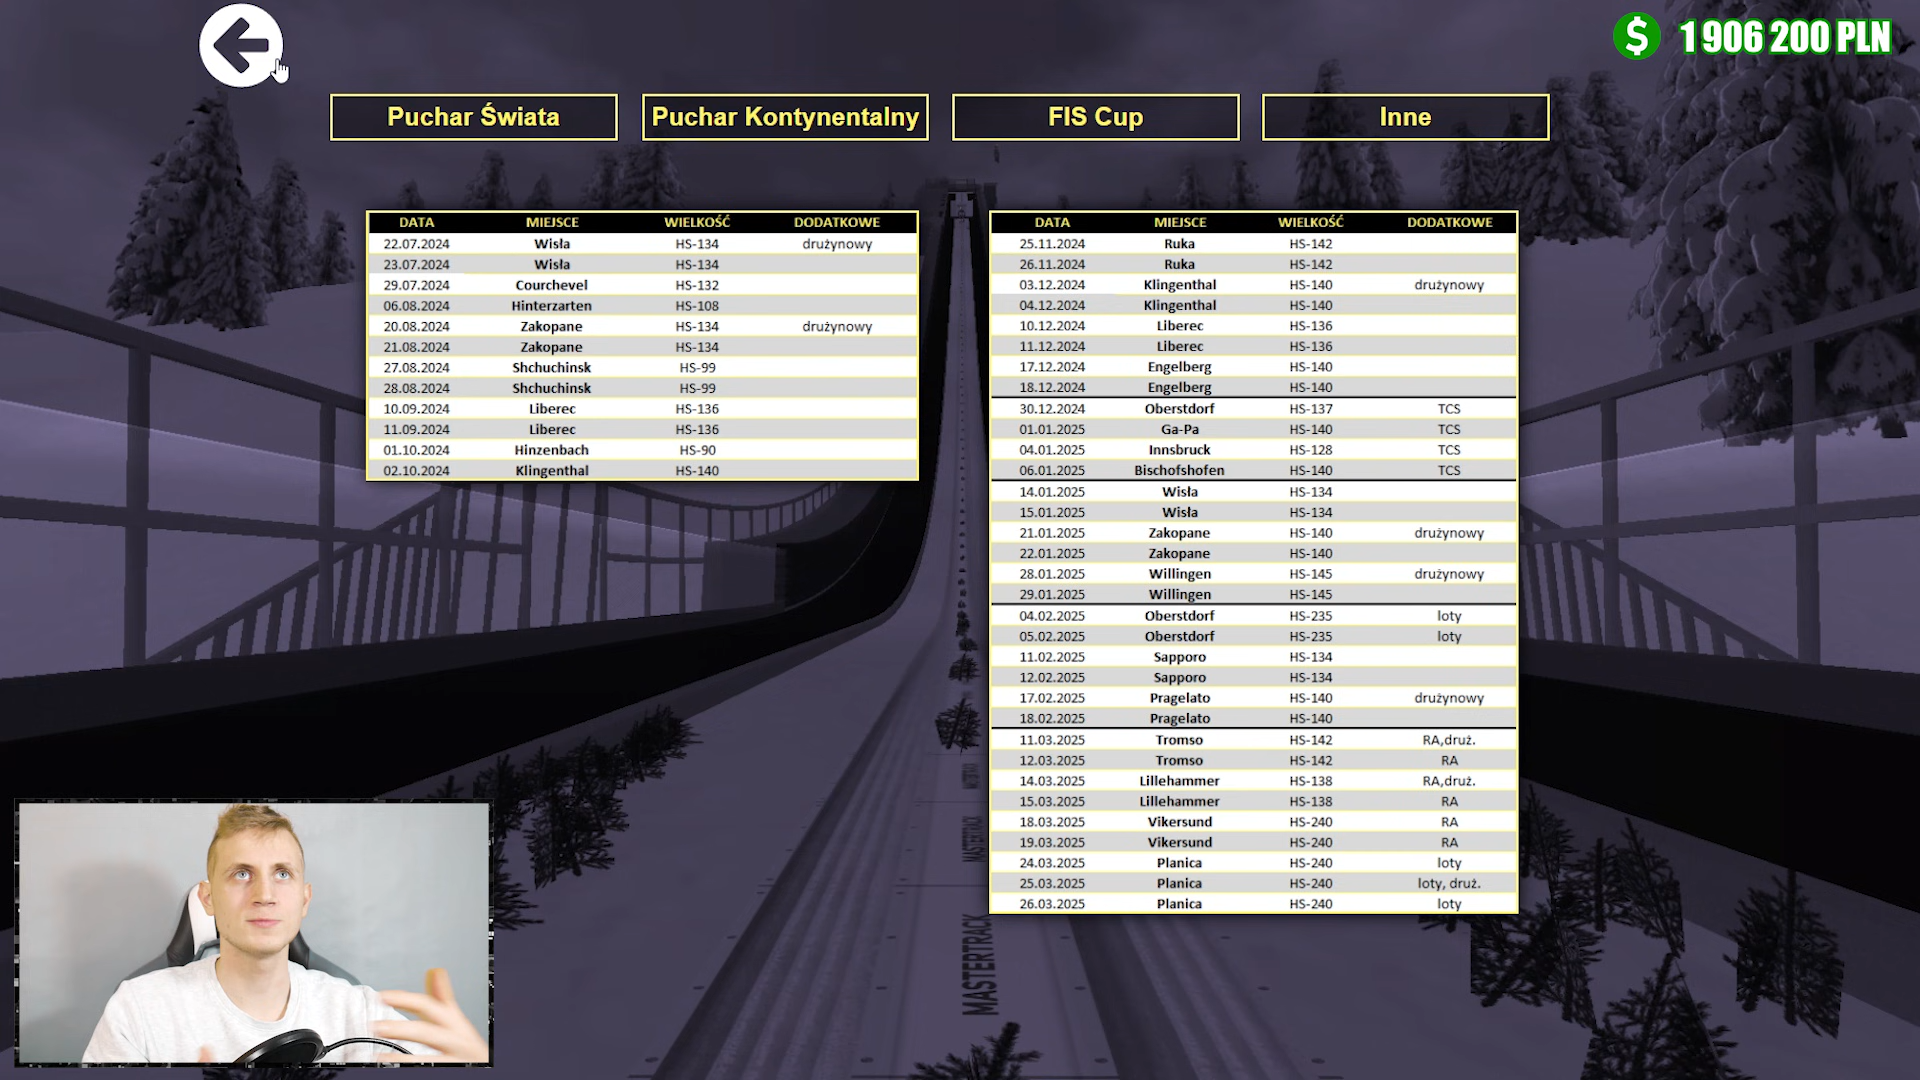 1 906 200 PLN
Puchar Świata
Puchar Kontynentalny
FIS Cup
Inne
DATA MIEJSCE WIELKOŚĆ DODATKOWE
22.07.2024 Wisła HS-134 drużynowy
23.07.2024 Wisła HS-134
29.07.2024 Courchevel HS-132
06.08.2024 Hinterzarten HS-108
20.08.2024 Zakopane HS-134 drużynowy
21.08.2024 Zakopane HS-134
27.08.2024 Shchuchinsk HS-99
28.08.2024 Shchuchinsk HS-99
10.09.2024 Liberec HS-136
11.09.2024 Liberec HS-136
01.10.2024 Hinzenbach HS-90
02.10.2024 Klingenthal HS-140
DATA MIEJSCE WIELKOŚĆ DODATKOWE
25.11.2024 Ruka HS-142
26.11.2024 Ruka HS-142
03.12.2024 Klingenthal HS-140 drużynowy
04.12.2024 Klingenthal HS-140
10.12.2024 Liberec HS-136
11.12.2024 Liberec HS-136
17.12.2024 Engelberg HS-140
18.12.2024 Engelberg HS-140
30.12.2024 Oberstdorf HS-137 TCS
01.01.2025 Ga-Pa HS-140 TCS
04.01.2025 Innsbruck HS-128 TCS
06.01.2025 Bischofshofen HS-140 TCS
14.01.2025 Wisła HS-134
15.01.2025 Wisła HS-134
21.01.2025 Zakopane HS-140 drużynowy
22.01.2025 Zakopane HS-140
28.01.2025 Willingen HS-145 drużynowy
29.01.2025 Willingen HS-145
04.02.2025 Oberstdorf HS-235 loty
05.02.2025 Oberstdorf HS-235 loty
11.02.2025 Sapporo HS-134
12.02.2025 Sapporo HS-134
17.02.2025 Pragelato HS-140 drużynowy
18.02.2025 Pragelato HS-140
11.03.2025 Tromso HS-142 RA,druż.
12.03.2025 Tromso HS-142 RA
14.03.2025 Lillehammer HS-138 RA,druż.
15.03.2025 Lillehammer HS-138 RA
18.03.2025 Vikersund HS-240 RA
19.03.2025 Vikersund HS-240 RA
24.03.2025 Planica HS-240 loty
25.03.2025 Planica HS-240 loty, druż.
26.03.2025 Planica HS-240 loty
MASTERTRACK
MASTERTRACK